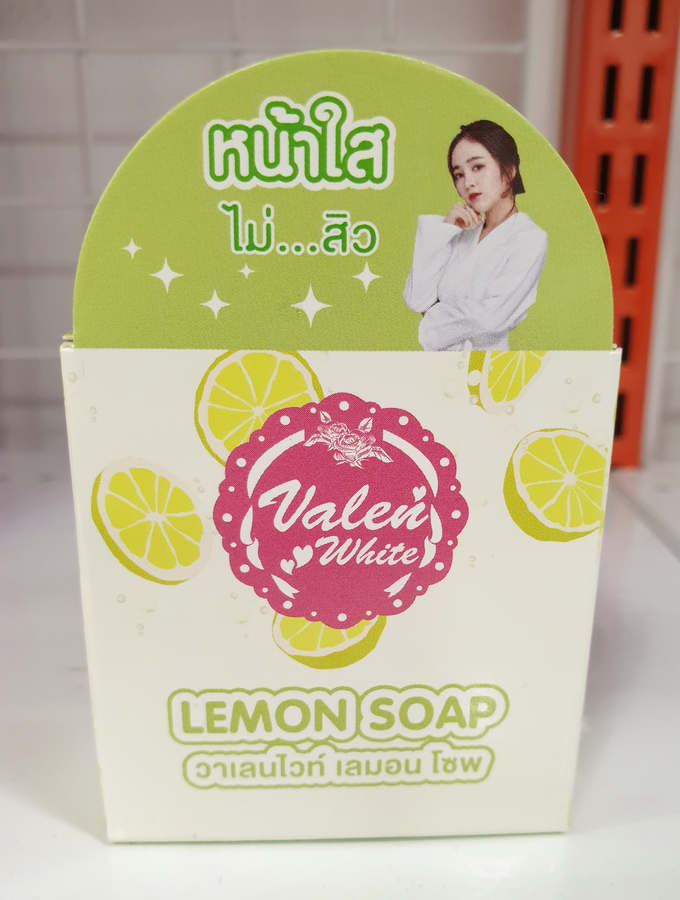 หน้าใส
ไม่...สิว
Valen
White
LEMON SOAP
วาเลนไวท์ เลมอน โซพ